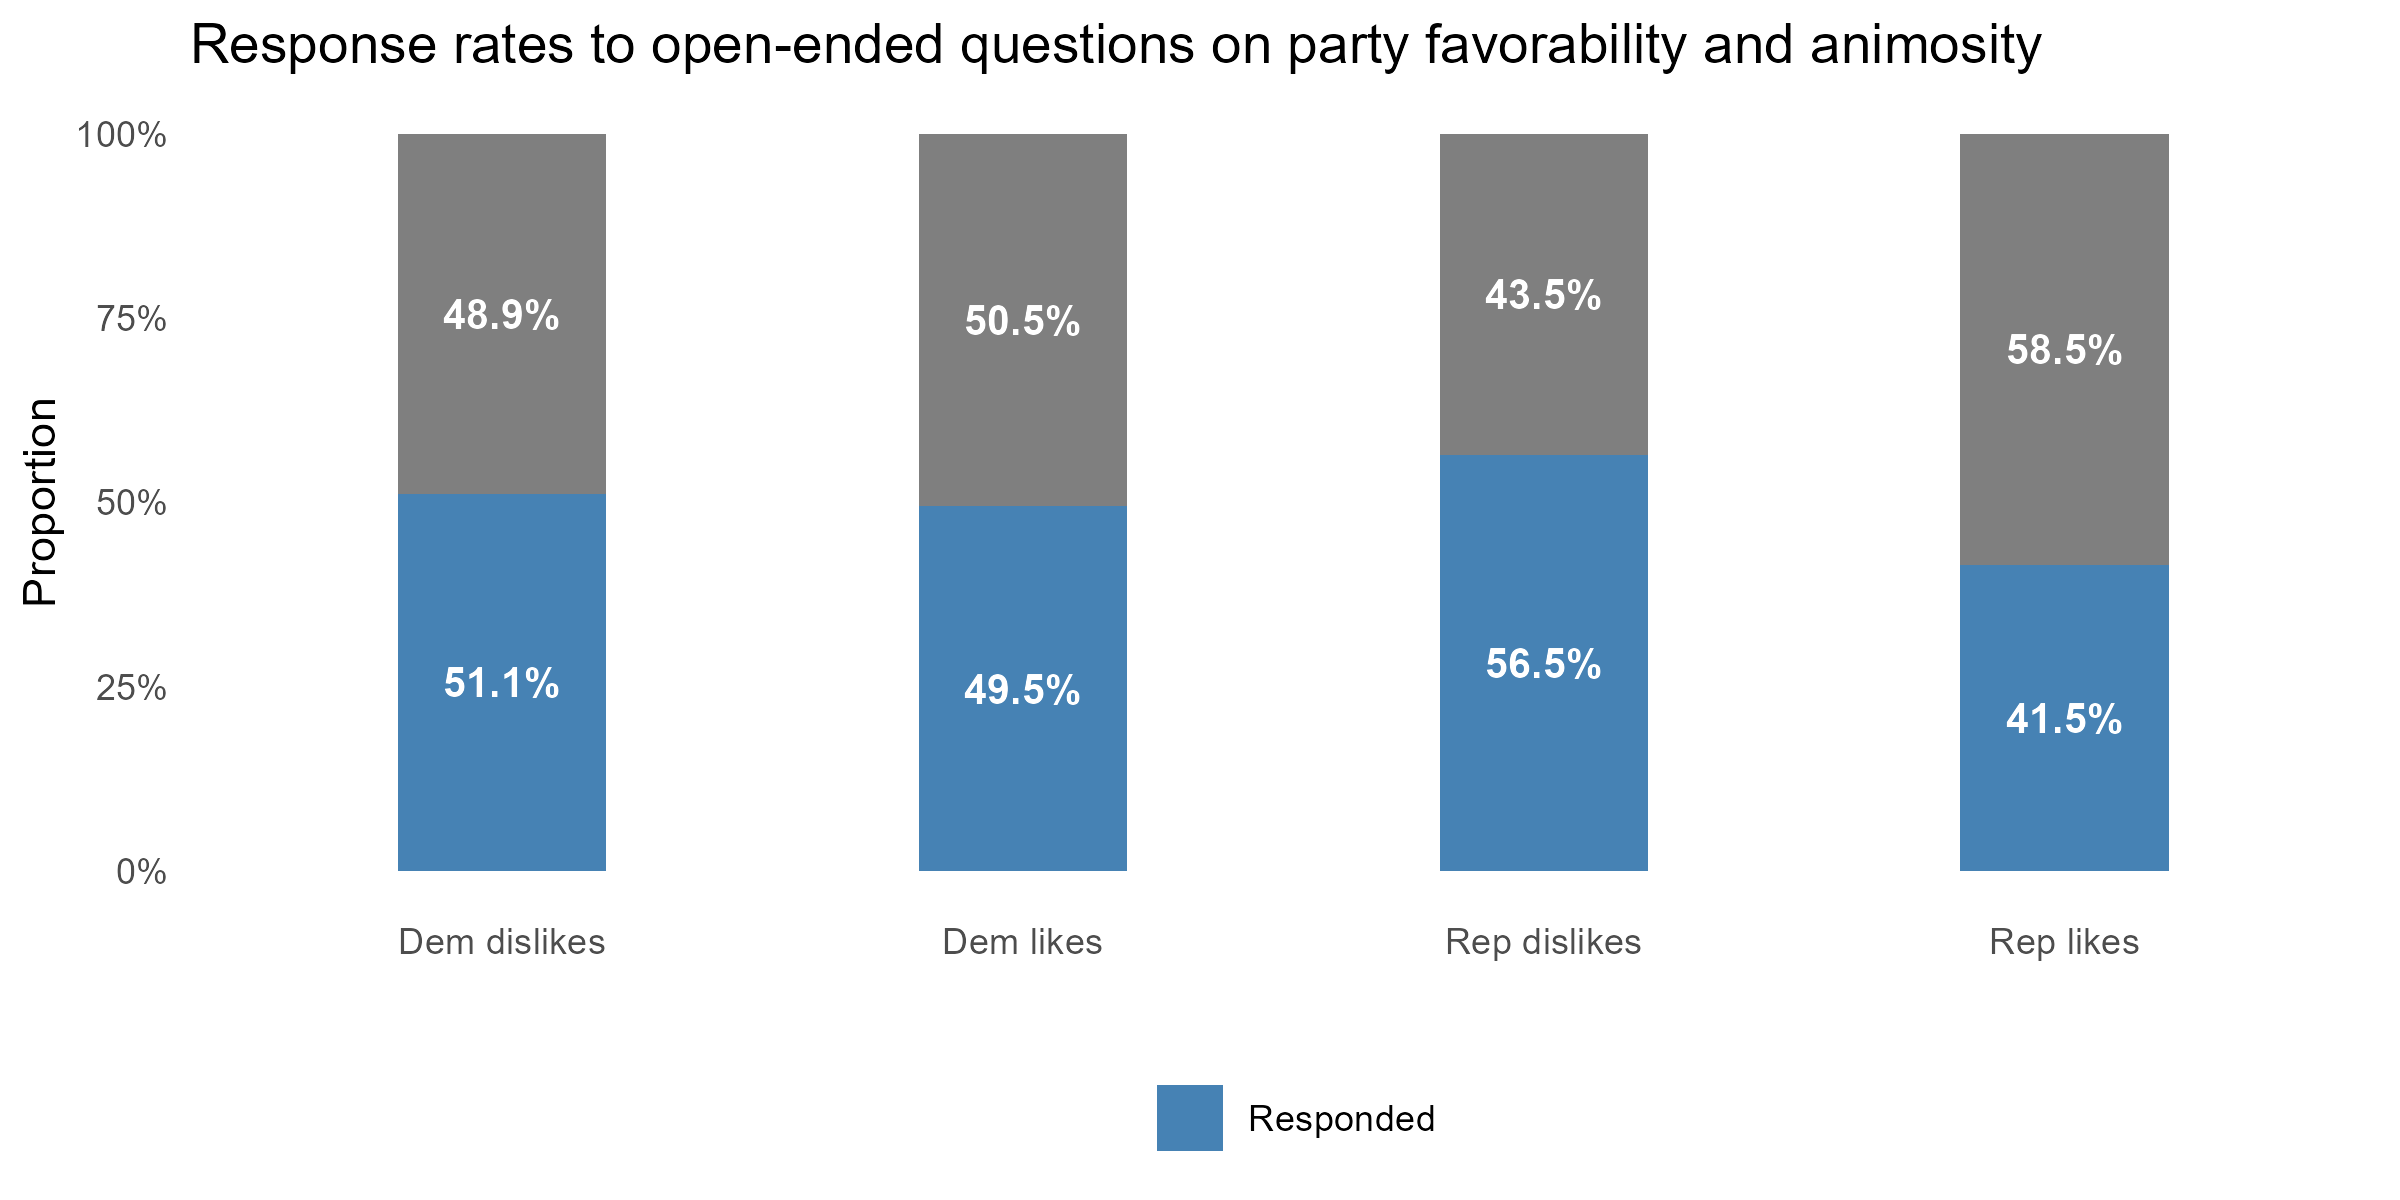 Response rates to open-ended questions on party favorability and animosity
Proportion
100%
75%
50%
25%
0%
48.9%
50.5%
43.5%
58.5%
51.1%
49.5%
56.5%
41.5%
Dem dislikes
Dem likes
Rep dislikes
Rep likes
Responded